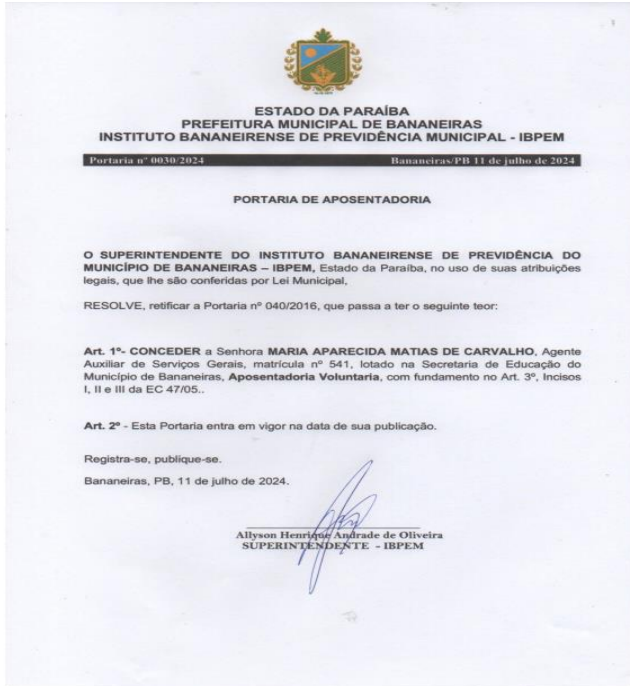 ESTADO DA PARAÍBA
PREFEITURA MUNICIPAL DE BANANEIRAS
INSTITUTO BANANEIRENSE DE PREVIDÊNCIA MUNICIPAL - IBPEM
Portaria nº 0030/2024 Bananeiras/PB 11 de julho de 2024
PORTARIA DE APOSENTADORIA
O SUPERINTENDENTE DO INSTITUTO BANANEIRENSE DE PREVIDÊNCIA DO
MUNICÍPIO DE BANANEIRAS – IBPEM, Estado da Paraíba, no uso de suas atribuições
legais, que lhe são conferidas por Lei Municipal,
RESOLVE, retificar a Portaria nº 040/2016, que passa a ter o seguinte teor:
Art. 1º- CONCEDER a Senhora MARIA APARECIDA MATIAS DE CARVALHO, Agente
Auxiliar de Serviços Gerais, matrícula nº 541, lotado na Secretaria de Educação do
Município de Bananeiras, Aposentadoria Voluntaria, com fundamento no Art. 3º, Incisos
I, II e III da EC 47/05..
Art. 2º - Esta Portaria entra em vigor na data de sua publicação.
Registra-se, publique-se.
Bananeiras, PB, 11 de julho de 2024.
Allyson Henrique Andrade de Oliveira
SUPERINTENDENTE - IBPEM